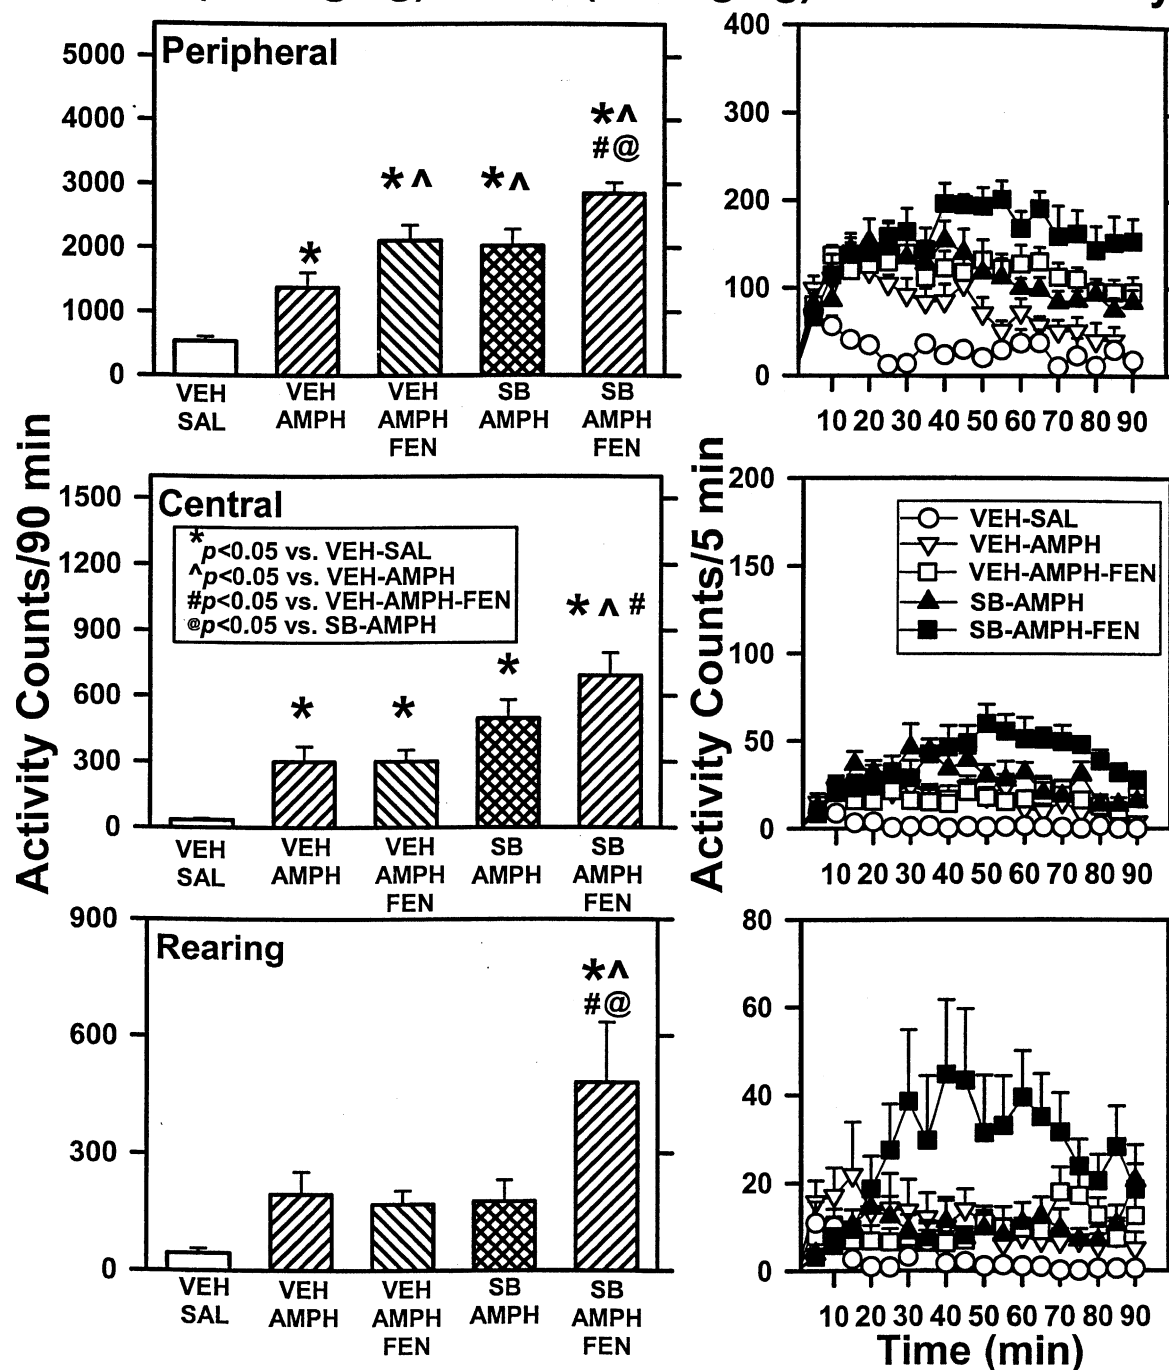 Peripheral
5000
4000
3000
2000
1000
0
*
*^
*^
*^
#@
VEH
SAL
VEH
AMPH
VEH
AMPH
FEN
SB
AMPH
SB
AMPH
FEN
400
300
200
100
0
10 20 30 40 50 60 70 80 90
Activity Counts/90 min
Central
1500
1200
900
600
300
0
*p<0.05 vs. VEH-SAL
^p<0.05 vs. VEH-AMPH
#p<0.05 vs. VEH-AMPH-FEN
@p<0.05 vs. SB-AMPH
*
*
*
*^#
VEH
SAL
VEH
AMPH
VEH
AMPH
FEN
SB
AMPH
SB
AMPH
FEN
Activity Counts/5 min
200
150
100
50
0
VEH-SAL
VEH-AMPH
VEH-AMPH-FEN
SB-AMPH
SB-AMPH-FEN
10 20 30 40 50 60 70 80 90
Rearing
900
600
300
0
*^
#@
VEH
SAL
VEH
AMPH
VEH
AMPH
FEN
SB
AMPH
SB
AMPH
FEN
80
60
40
20
0
10 20 30 40 50 60 70 80 90
Time (min)